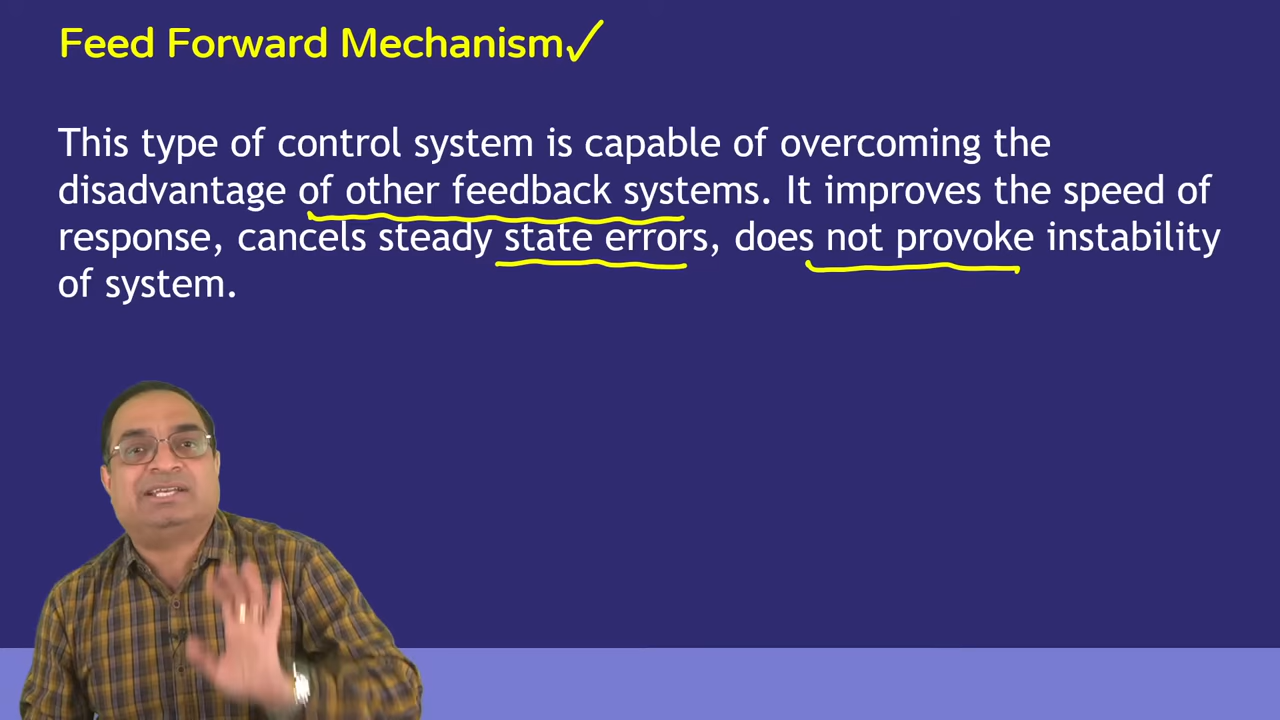 Feed Forward Mechanism✓
This type of control system is capable of overcoming the
disadvantage of other feedback systems. It improves the speed of
response, cancels steady state errors, does not provoke instability
of system.